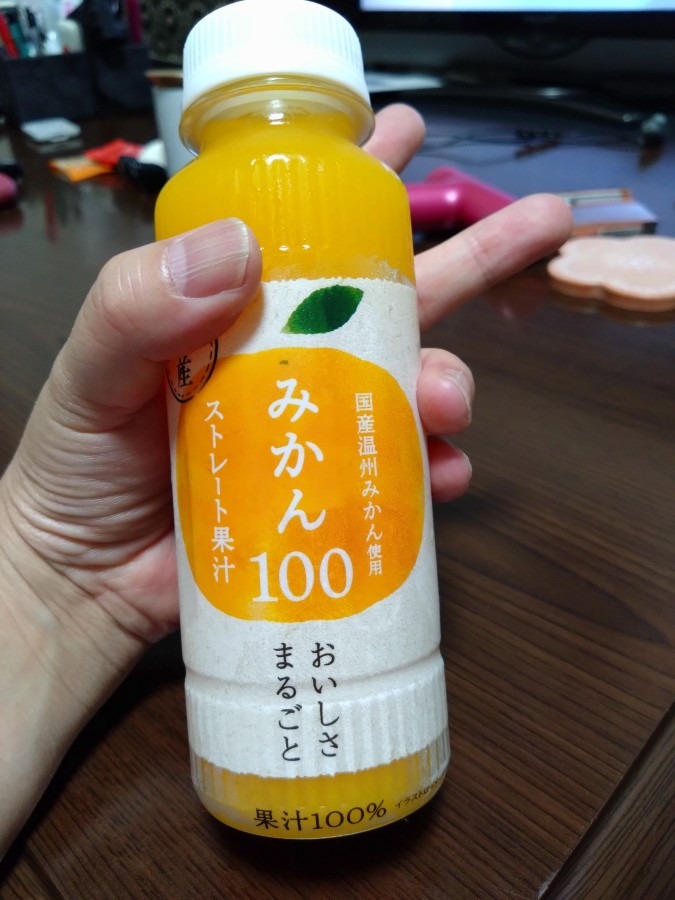 国産温州みかん使用
みかん
100
ストレート果汁
産
おいしさ
まるごと
果汁100%